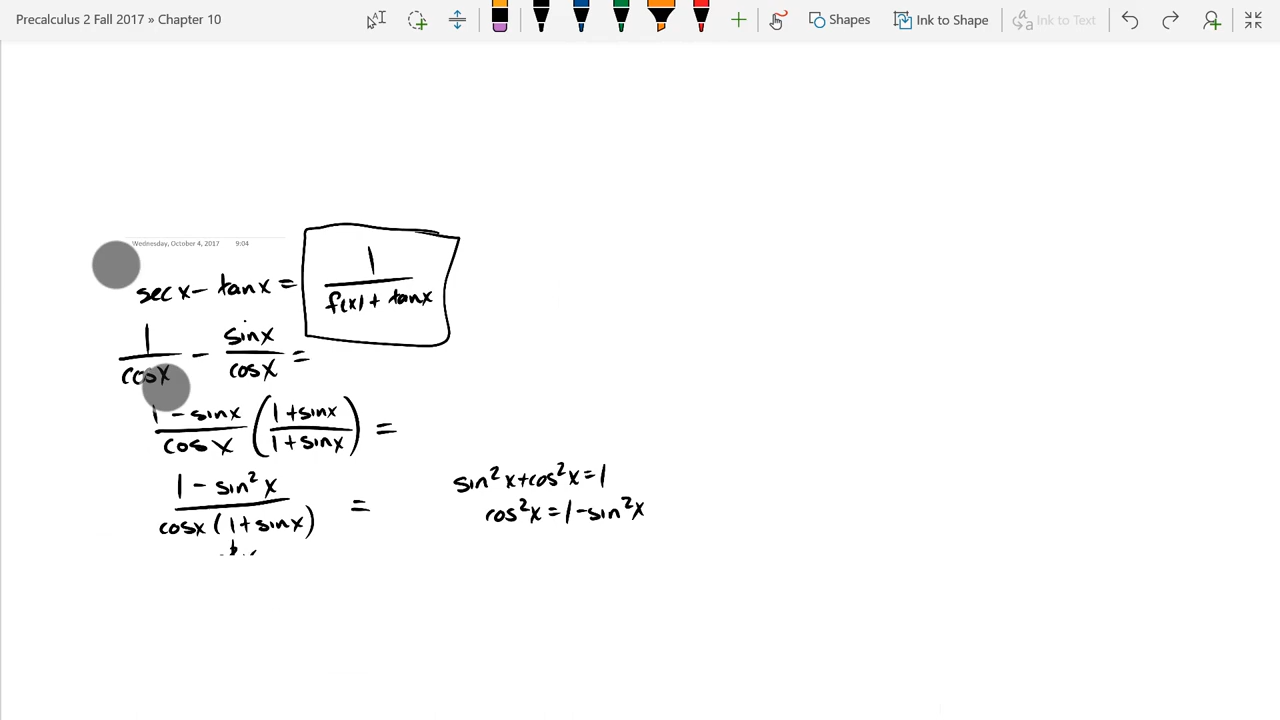 Precalculus 2 Fall 2017 » Chapter 10
Shapes
Ink to Shape
Ink to Text
Wednesday, October 4, 2017 9:04
sec x - tan x = 1 / (f(x) + tan x)
1 / cos x - sin x / cos x =
(1 - sin x) / cos x ((1 + sin x) / (1 + sin x)) =
(1 - sin² x) / (cos x (1 + sin x)) =
sin² x + cos² x = 1
cos² x = 1 - sin² x